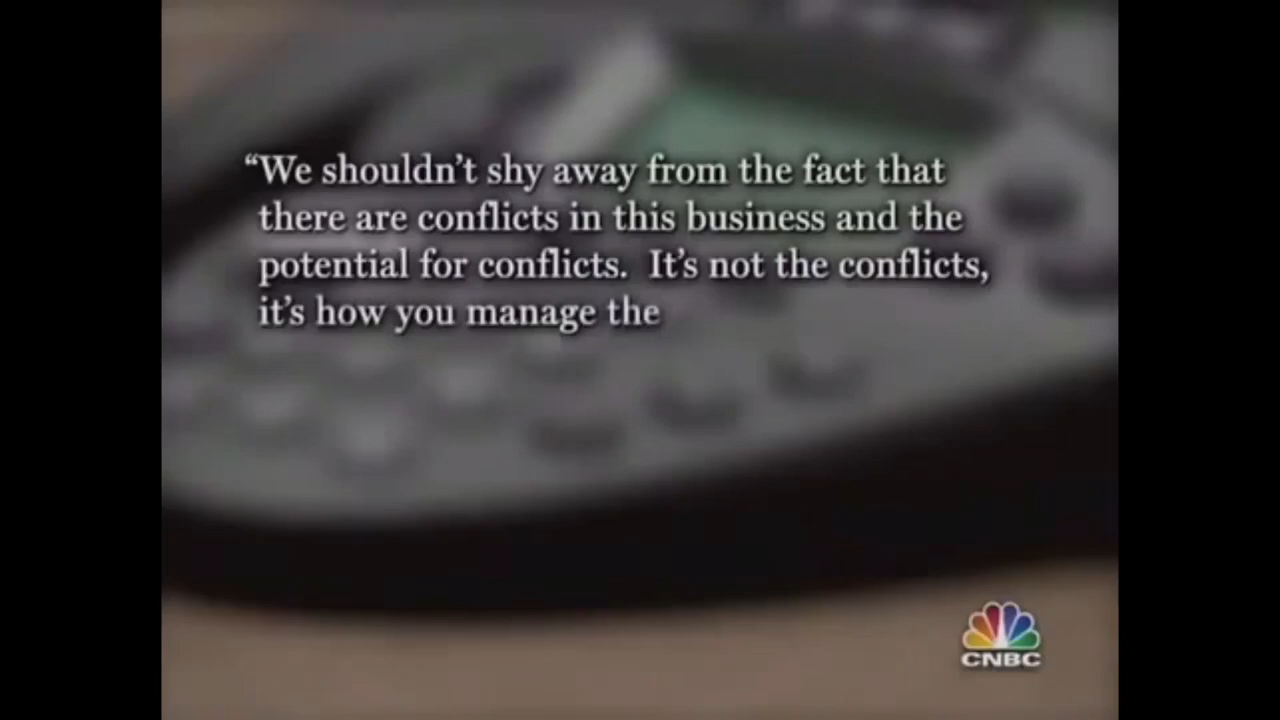 “We shouldn’t shy away from the fact that
there are conflicts in this business and the
potential for conflicts.  It’s not the conflicts,
it’s how you manage the
CNBC